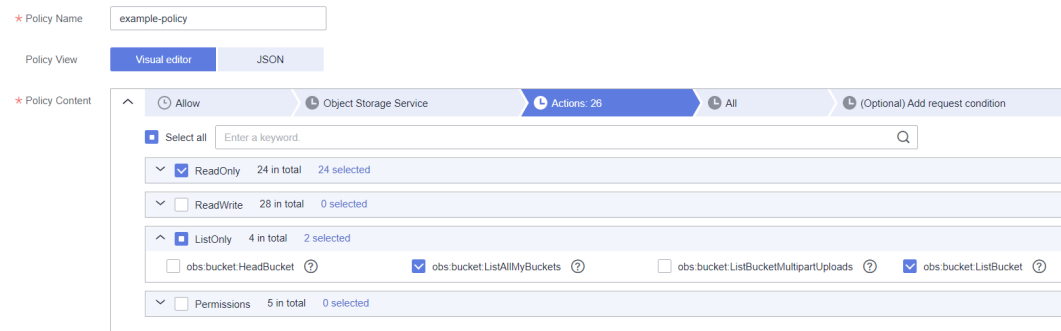 * Policy Name example-policy
Policy View Visual editor JSON
* Policy Content Allow Object Storage Service Actions: 26 All (Optional) Add request condition
Select all Enter a keyword.
ReadOnly 24 in total 24 selected
ReadWrite 28 in total 0 selected
ListOnly 4 in total 2 selected
obs:bucket:HeadBucket ? obs:bucket:ListAllMyBuckets ? obs:bucket:ListBucketMultipartUploads ? obs:bucket:ListBucket ?
Permissions 5 in total 0 selected